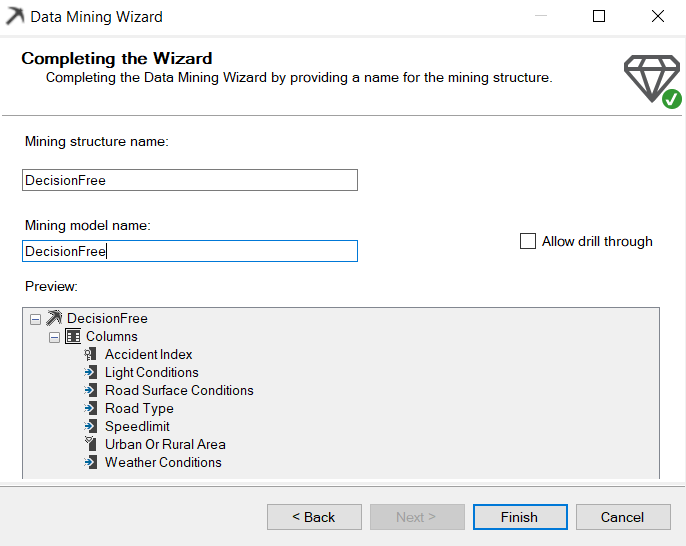 Data Mining Wizard
Completing the Wizard
Completing the Data Mining Wizard by providing a name for the mining structure.
Mining structure name:
DecisionFree
Mining model name:
DecisionFree
Allow drill through
Preview:
DecisionFree
Columns
Accident Index
Light Conditions
Road Surface Conditions
Road Type
Speedlimit
Urban Or Rural Area
Weather Conditions
< Back
Next >
Finish
Cancel